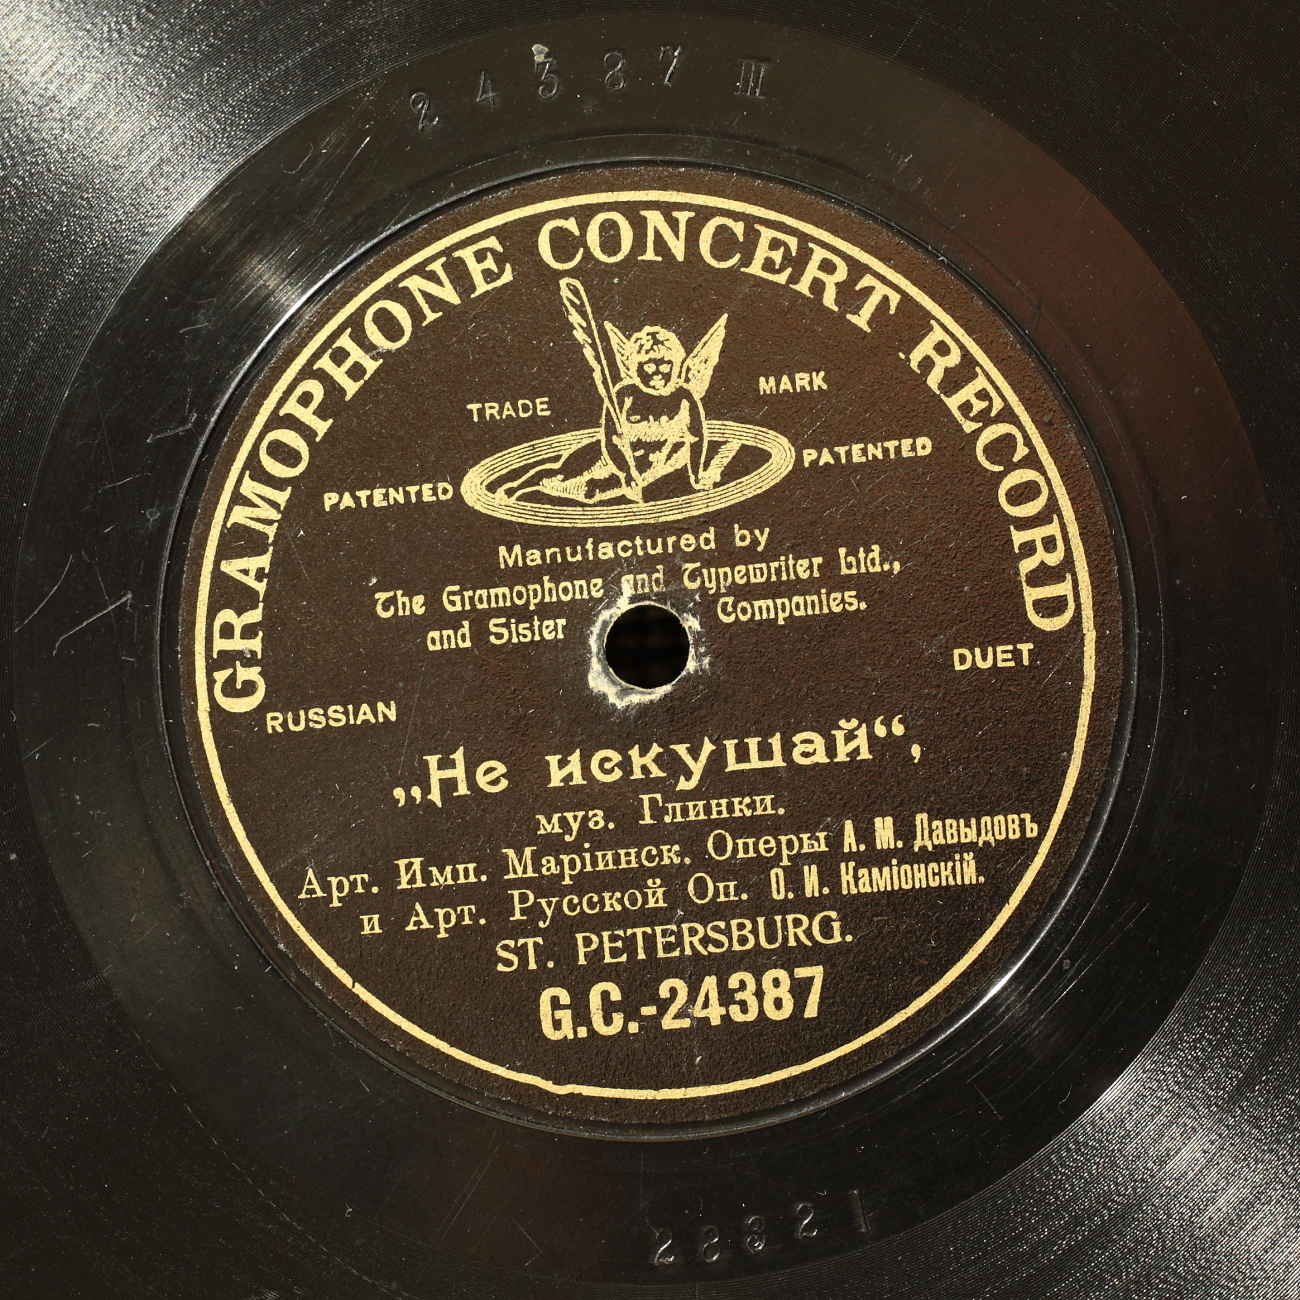 24387 III
GRAMOPHONE CONCERT RECORD
TRADE MARK
PATENTED PATENTED
Manufactured by
The Gramophone and Typewriter Ltd.,
and Sister Companies.
RUSSIAN DUET
„Не искушай“,
муз. Глинки.
Арт. Имп. Маріинск. Оперы А. М. Давыдовъ
и Арт. Русской Оп. О. И. Каміонскій.
ST. PETERSBURG.
G.C.-24387